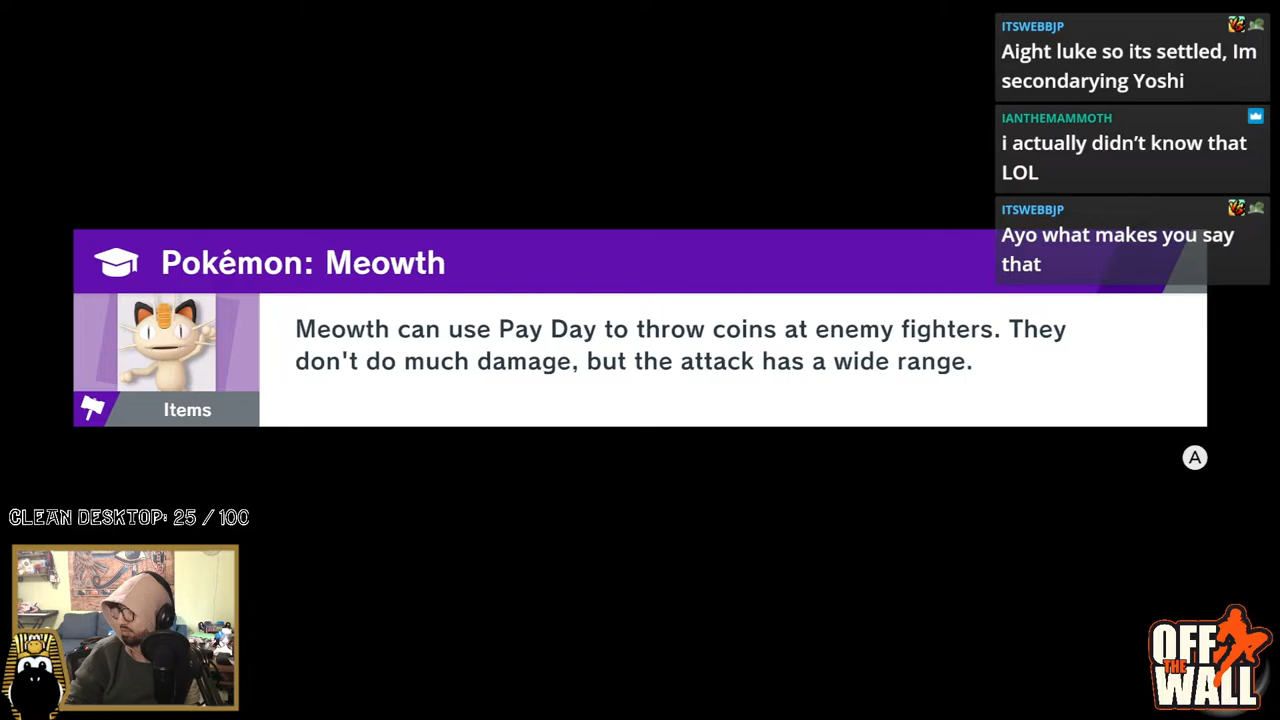 ITSWEBBJP
Aight luke so its settled, Im
secondarying Yoshi
IANTHEMAMMOTH
i actually didn’t know that
LOL
ITSWEBBJP
Ayo what makes you say
that
Pokémon: Meowth
Meowth can use Pay Day to throw coins at enemy fighters. They
don't do much damage, but the attack has a wide range.
Items
A
CLEAN DESKTOP: 25 / 100
OFF
THE
WALL